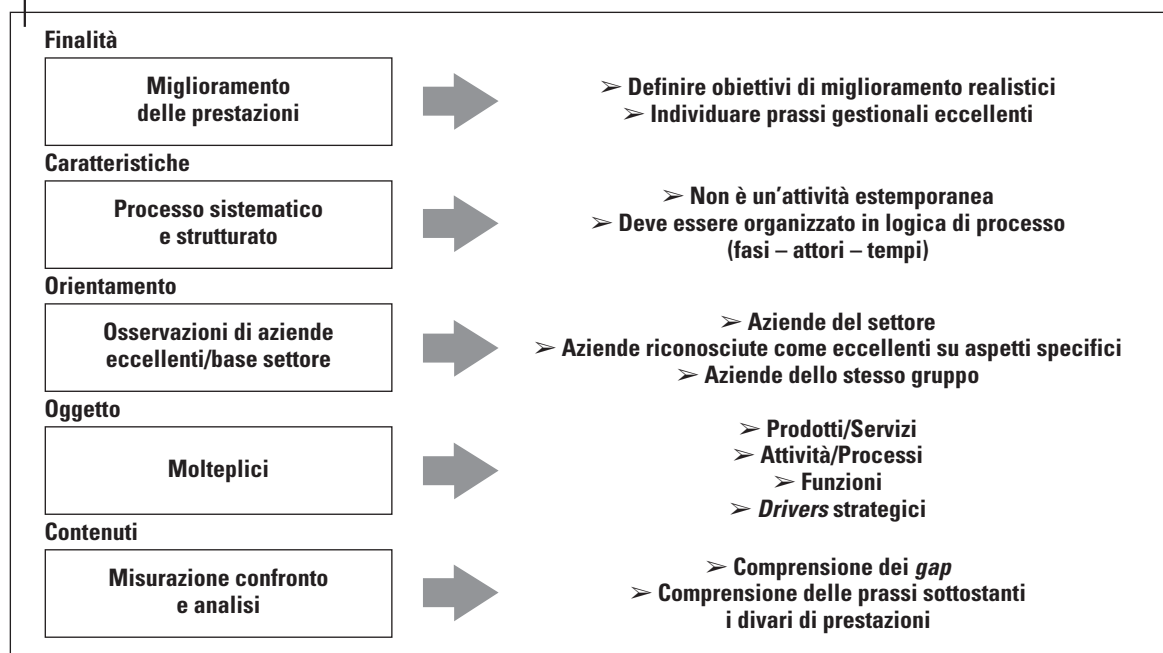 Finalità
Miglioramento
delle prestazioni
➢ Definire obiettivi di miglioramento realistici
➢ Individuare prassi gestionali eccellenti
Caratteristiche
Processo sistematico
e strutturato
➢ Non è un'attività estemporanea
➢ Deve essere organizzato in logica di processo
(fasi – attori – tempi)
Orientamento
Osservazioni di aziende
eccellenti/base settore
➢ Aziende del settore
➢ Aziende riconosciute come eccellenti su aspetti specifici
➢ Aziende dello stesso gruppo
Oggetto
Molteplici
➢ Prodotti/Servizi
➢ Attività/Processi
➢ Funzioni
➢ Drivers strategici
Contenuti
Misurazione confronto
e analisi
➢ Comprensione dei gap
➢ Comprensione delle prassi sottostanti
i divari di prestazioni